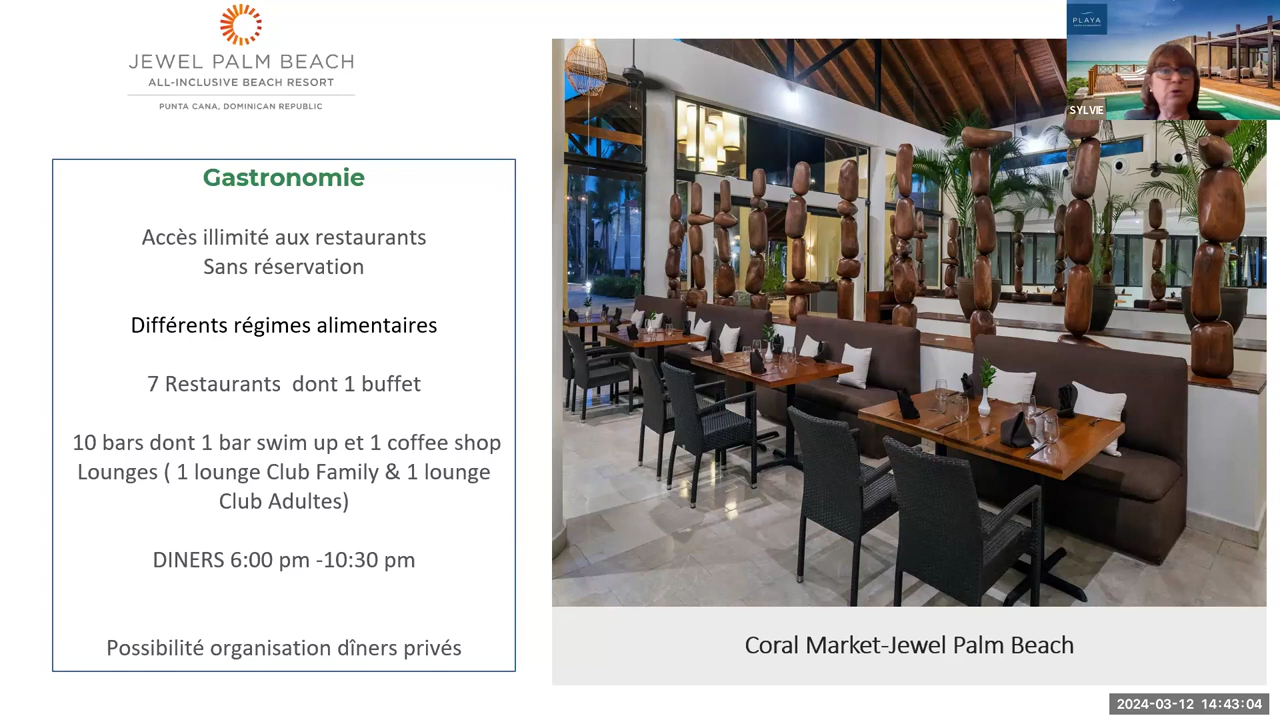 JEWEL PALM BEACH
ALL-INCLUSIVE BEACH RESORT
PUNTA CANA, DOMINICAN REPUBLIC
Gastronomie
Accès illimité aux restaurants
Sans réservation
Différents régimes alimentaires
7 Restaurants dont 1 buffet
10 bars dont 1 bar swim up et 1 coffee shop
Lounges ( 1 lounge Club Family & 1 lounge
Club Adultes)
DINERS 6:00 pm -10:30 pm
Possibilité organisation dîners privés
PLAYA
SYLVIE
Coral Market-Jewel Palm Beach
2024-03-12 14:43:04